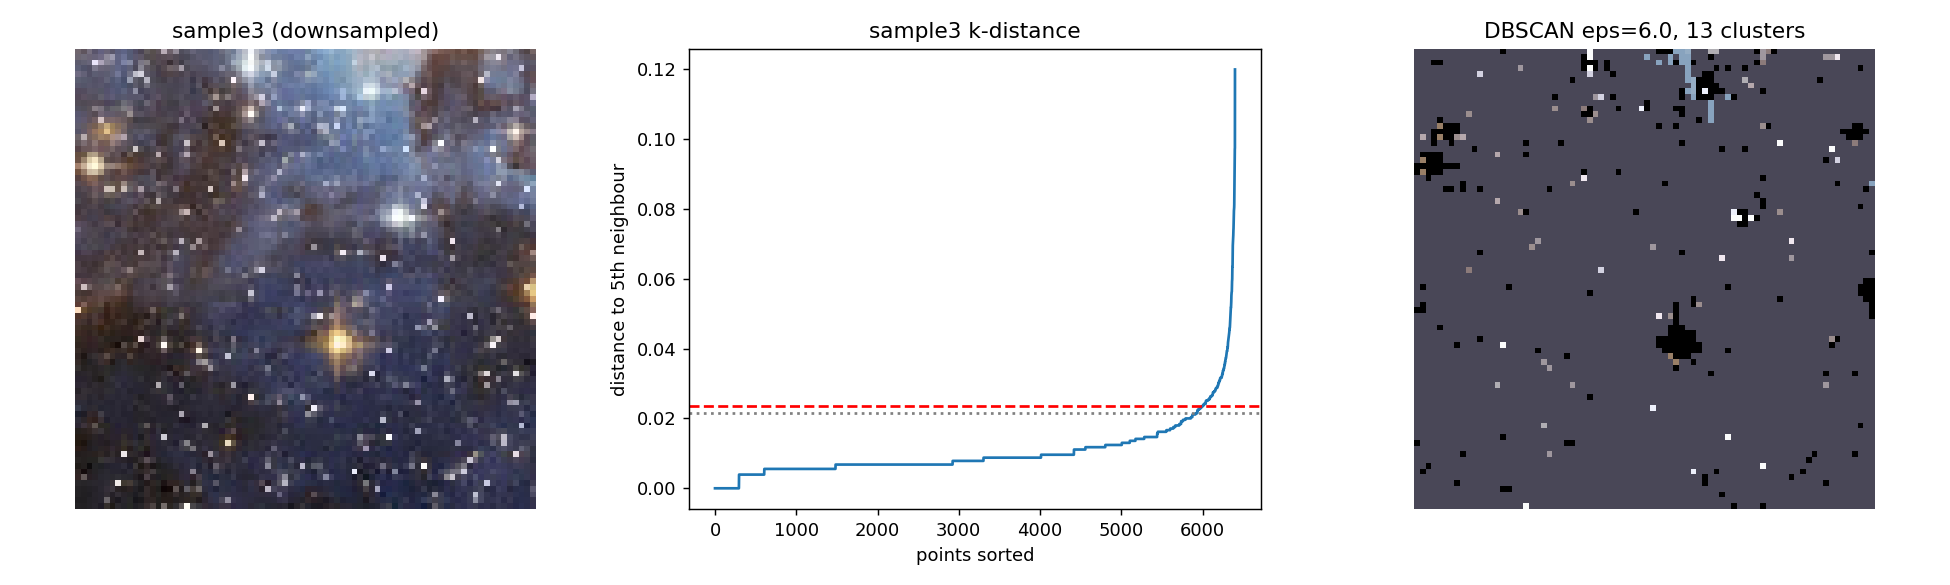 sample3 (downsampled)
sample3 k-distance
DBSCAN eps=6.0, 13 clusters
distance to 5th neighbour
0.12
0.10
0.08
0.06
0.04
0.02
0.00
0 1000 2000 3000 4000 5000 6000
points sorted